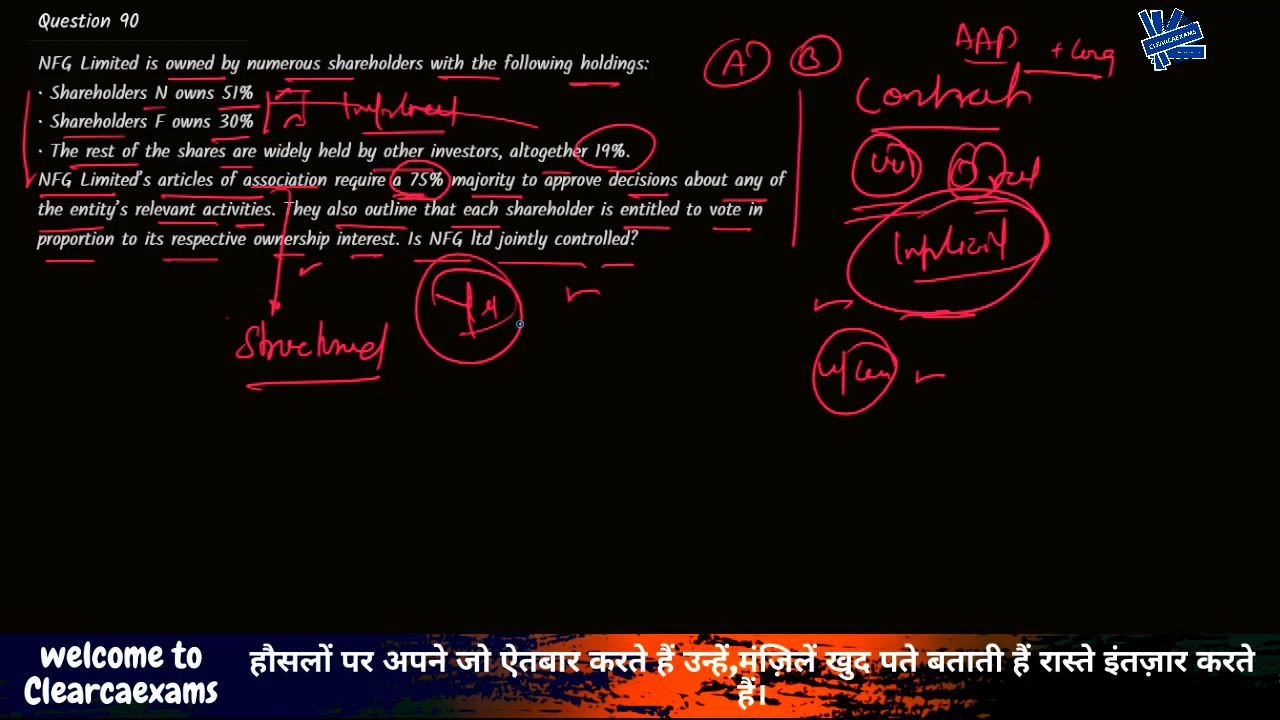 Question 90
NFG Limited is owned by numerous shareholders with the following holdings:
· Shareholders N owns 51%
· Shareholders F owns 30%
· The rest of the shares are widely held by other investors, altogether 19%.
NFG Limited's articles of association require a 75% majority to approve decisions about any of
the entity's relevant activities. They also outline that each shareholder is entitled to vote in
proportion to its respective ownership interest. Is NFG ltd jointly controlled?
A B
AAP
Contract
Oral
Implicit
Structured
CLEARCAEXAMS
welcome to
Clearcaexams
हौसलों पर अपने जो ऐतबार करते हैं उन्हें,मंज़िलें खुद पते बताती हैं रास्ते इंतज़ार करते
हैं।